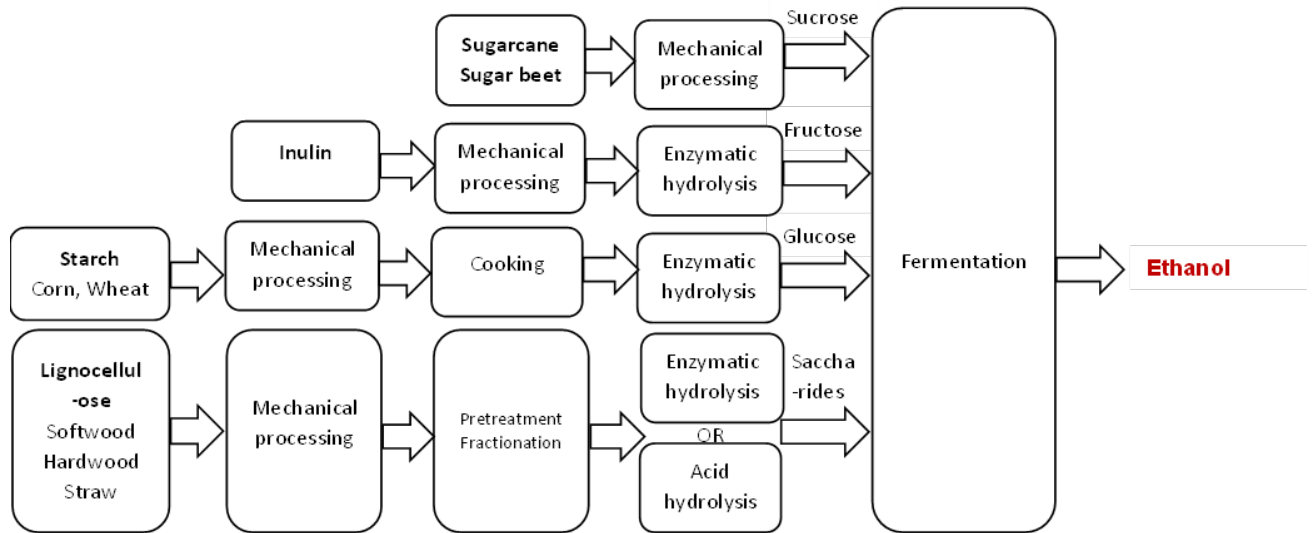 Sucrose
Sugarcane
Sugar beet
Mechanical
processing
Fructose
Inulin
Mechanical
processing
Enzymatic
hydrolysis
Glucose
Starch
Corn, Wheat
Mechanical
processing
Cooking
Enzymatic
hydrolysis
Fermentation
Ethanol
Lignocellul
-ose
Softwood
Hardwood
Straw
Mechanical
processing
Pretreatment
Fractionation
Enzymatic
hydrolysis
OR
Acid
hydrolysis
Saccha
-rides